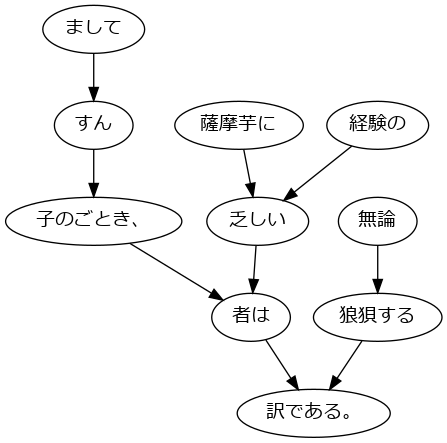 まして
すん
薩摩芋に
経験の
子のごとき、
乏しい
無論
者は
狼狽する
訳である。